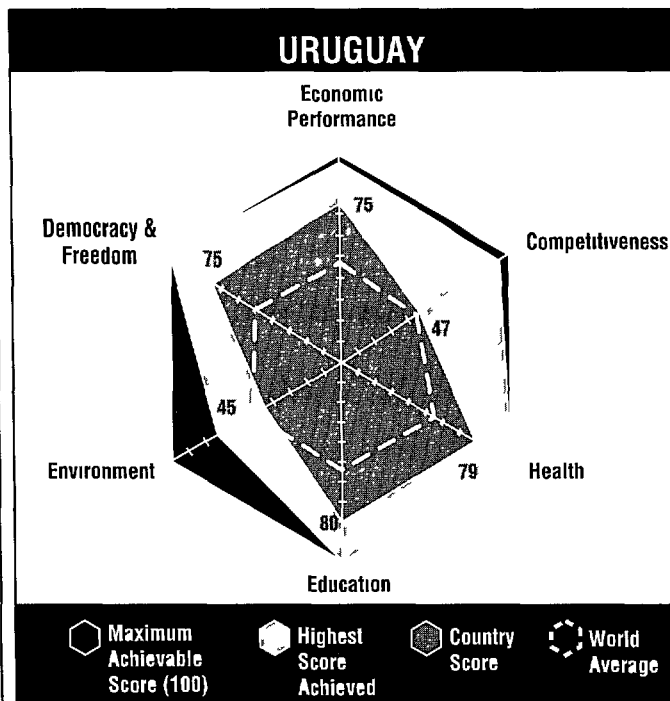 URUGUAY
Economic
Performance
75
Democracy &
Freedom
75
Competitiveness
47
45
Environment
79
Health
80
Education
Maximum
Achievable
Score (100)
Highest
Score
Achieved
Country
Score
World
Average